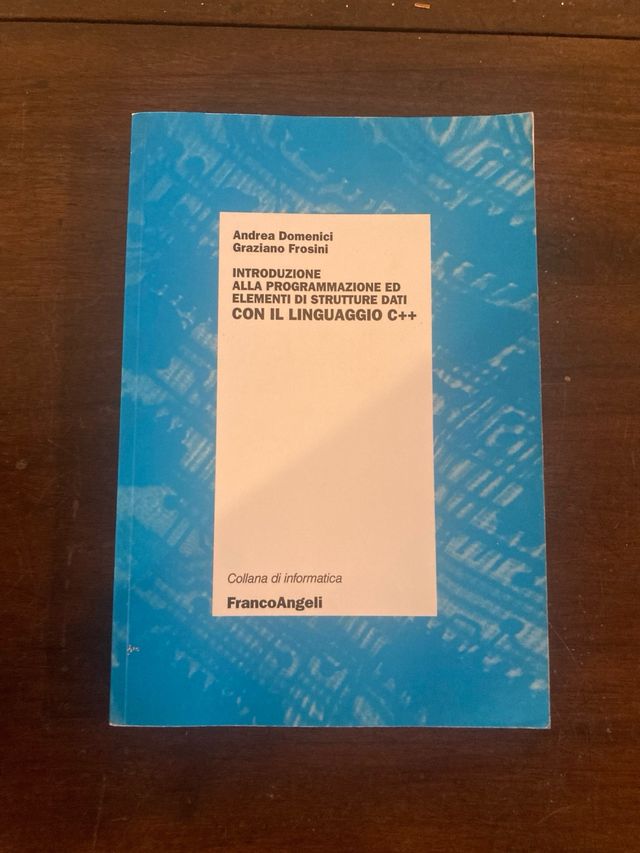 Andrea Domenici
Graziano Frosini
INTRODUZIONE
ALLA PROGRAMMAZIONE ED
ELEMENTI DI STRUTTURE DATI
CON IL LINGUAGGIO C++
Collana di informatica
FrancoAngeli